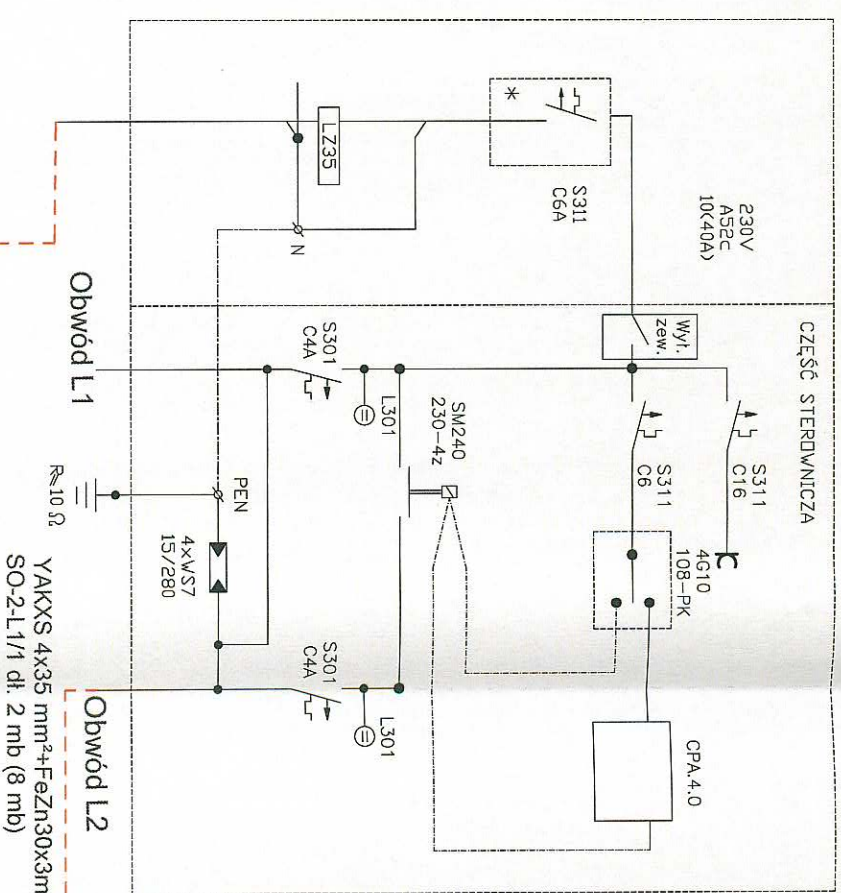 CZĘŚĆ STEROWNICZA
230V
A52c
10(40A)
S311
C6A
*
LZ35
N
Wył.
zew.
S311
C16
S311
C6
4G10
108-PK
CPA.4.0
SM240
230-4z
L301
S301
C4A
L301
S301
C4A
PEN
4xWS7
15/280
R≤10 Ω
Obwód L1
Obwód L2
YAKXS 4x35 mm²+FeZn30x3m
SO-2-L1/1 dł. 2 mb (8 mb)